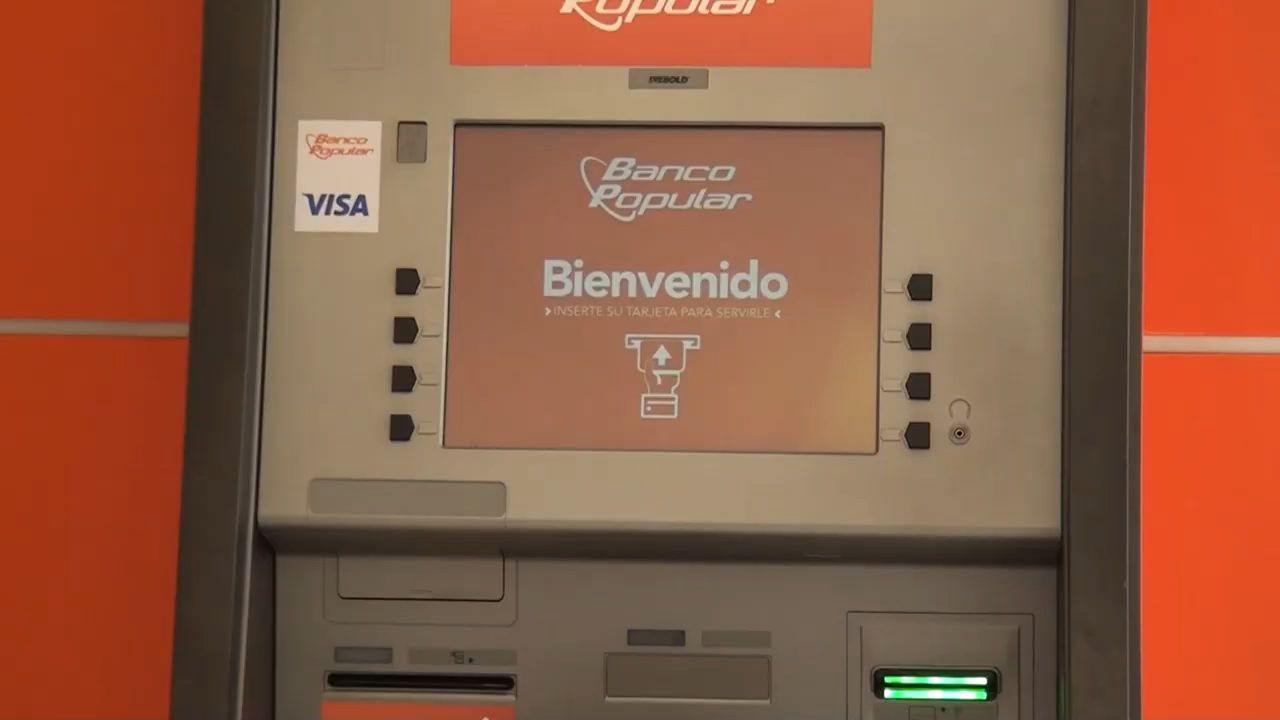 Popular
DIEBOLD
Banco
Popular
VISA
Banco
Popular
Bienvenido
> INSERTE SU TARJETA PARA SERVIRLE <